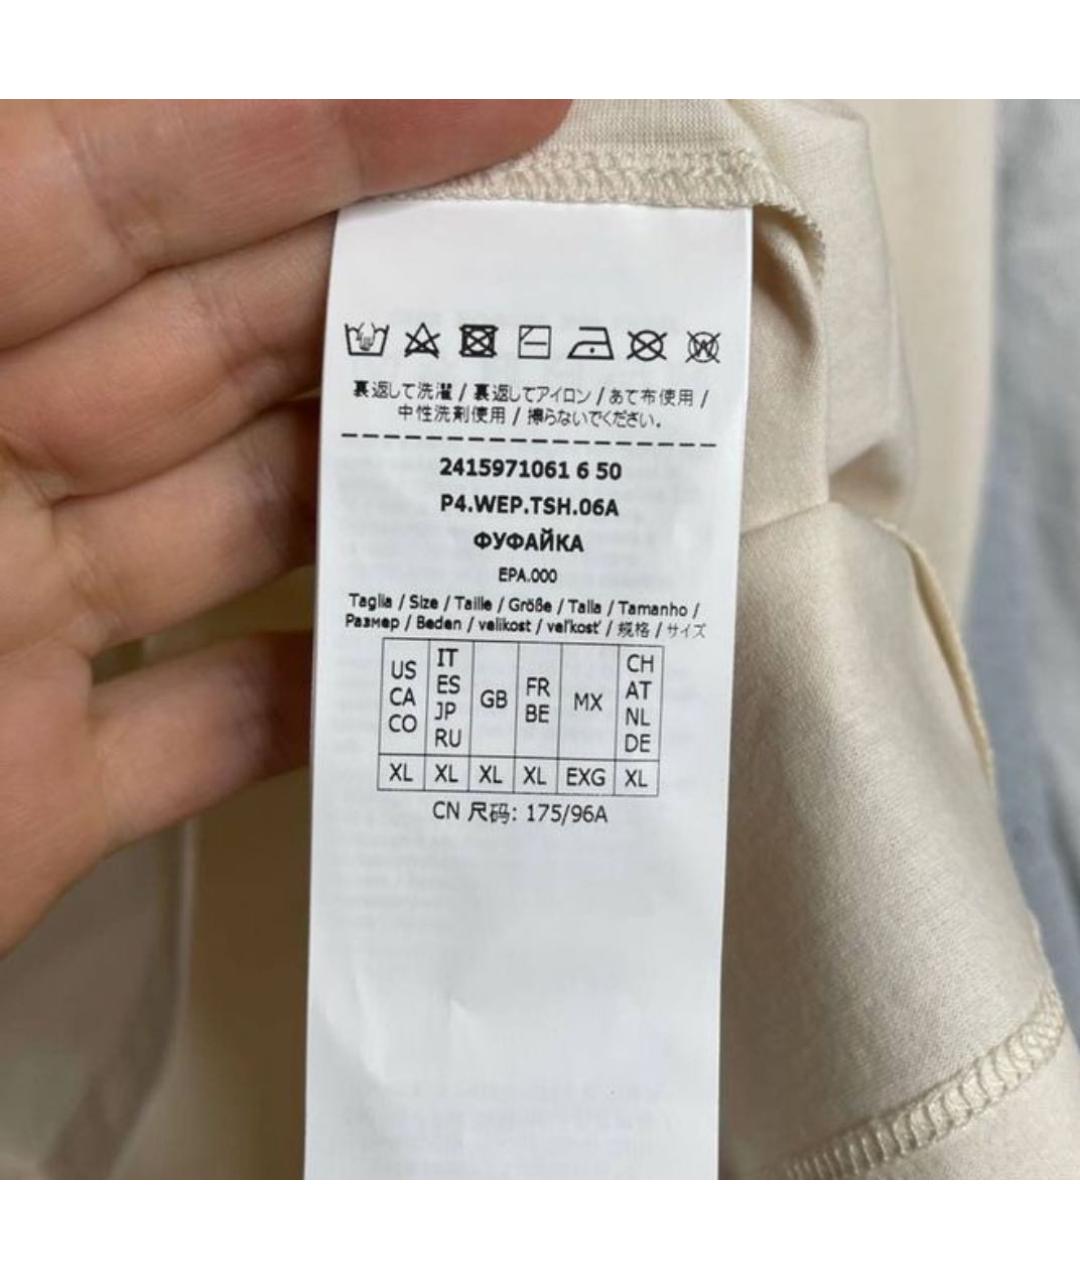 裏返して洗濯 / 裏返してアイロン / あて布使用 /
中性洗剤使用 / 擦らないでください。
2415971061 6 50
P4.WEP.TSH.06A
ФУФАЙКА
EPA.000
Taglia / Size / Taille / Größe / Talla / Tamanho /
Размер / Beden / velikost / veľkosť / 规格 / サイズ
US CA CO IT ES JP RU GB FR BE MX CH AT NL DE
XL XL XL XL EXG XL
CN 尺码: 175/96A